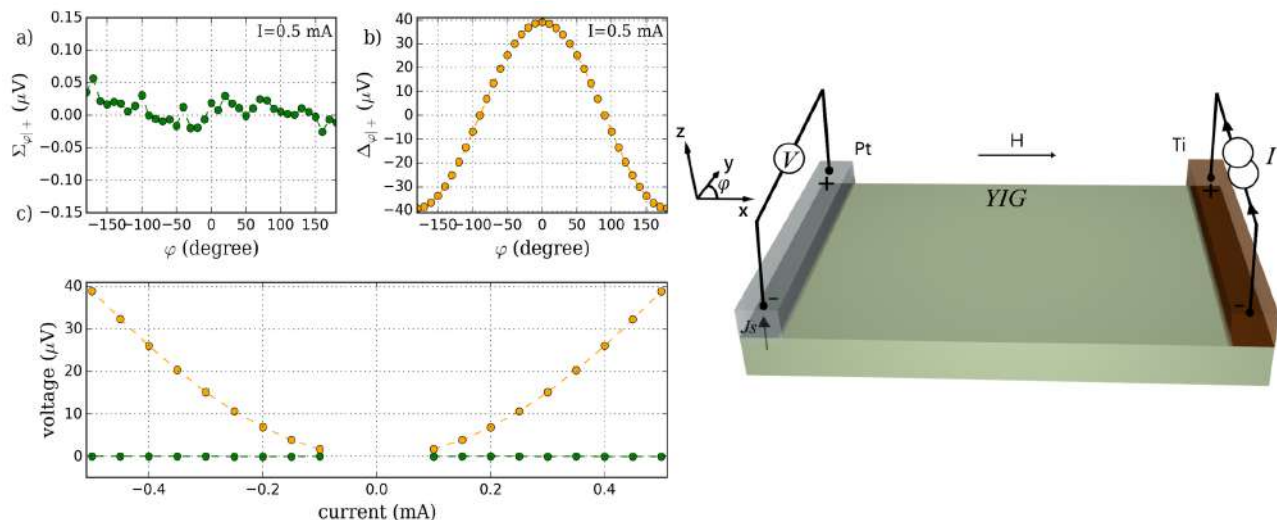 a)
0.15
0.10
0.05
0.00
−0.05
−0.10
−0.15
Σφ|+ (μV)
I=0.5 mA
−150 −100 −50 0 50 100 150
φ (degree)
b)
40
30
20
10
0
−10
−20
−30
−40
Δφ|+ (μV)
I=0.5 mA
−150 −100 −50 0 50 100 150
φ (degree)
c)
40
30
20
10
0
voltage (μV)
−0.4 −0.2 0.0 0.2 0.4
current (mA)
z
y
φ
x
V
Pt
+
-
Js
H
YIG
Ti
I
+
-